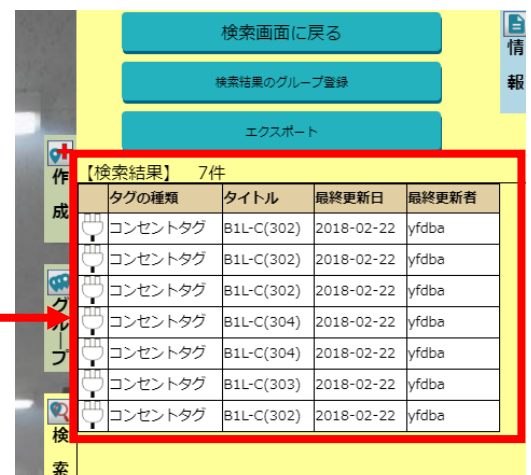 検索画面に戻る
検索結果のグループ登録
エクスポート
情報
作成
グループ
検索
【検索結果】 7件
タグの種類 タイトル 最終更新日 最終更新者
コンセントタグ B1L-C(302) 2018-02-22 yfdba
コンセントタグ B1L-C(302) 2018-02-22 yfdba
コンセントタグ B1L-C(302) 2018-02-22 yfdba
コンセントタグ B1L-C(304) 2018-02-22 yfdba
コンセントタグ B1L-C(304) 2018-02-22 yfdba
コンセントタグ B1L-C(303) 2018-02-22 yfdba
コンセントタグ B1L-C(302) 2018-02-22 yfdba